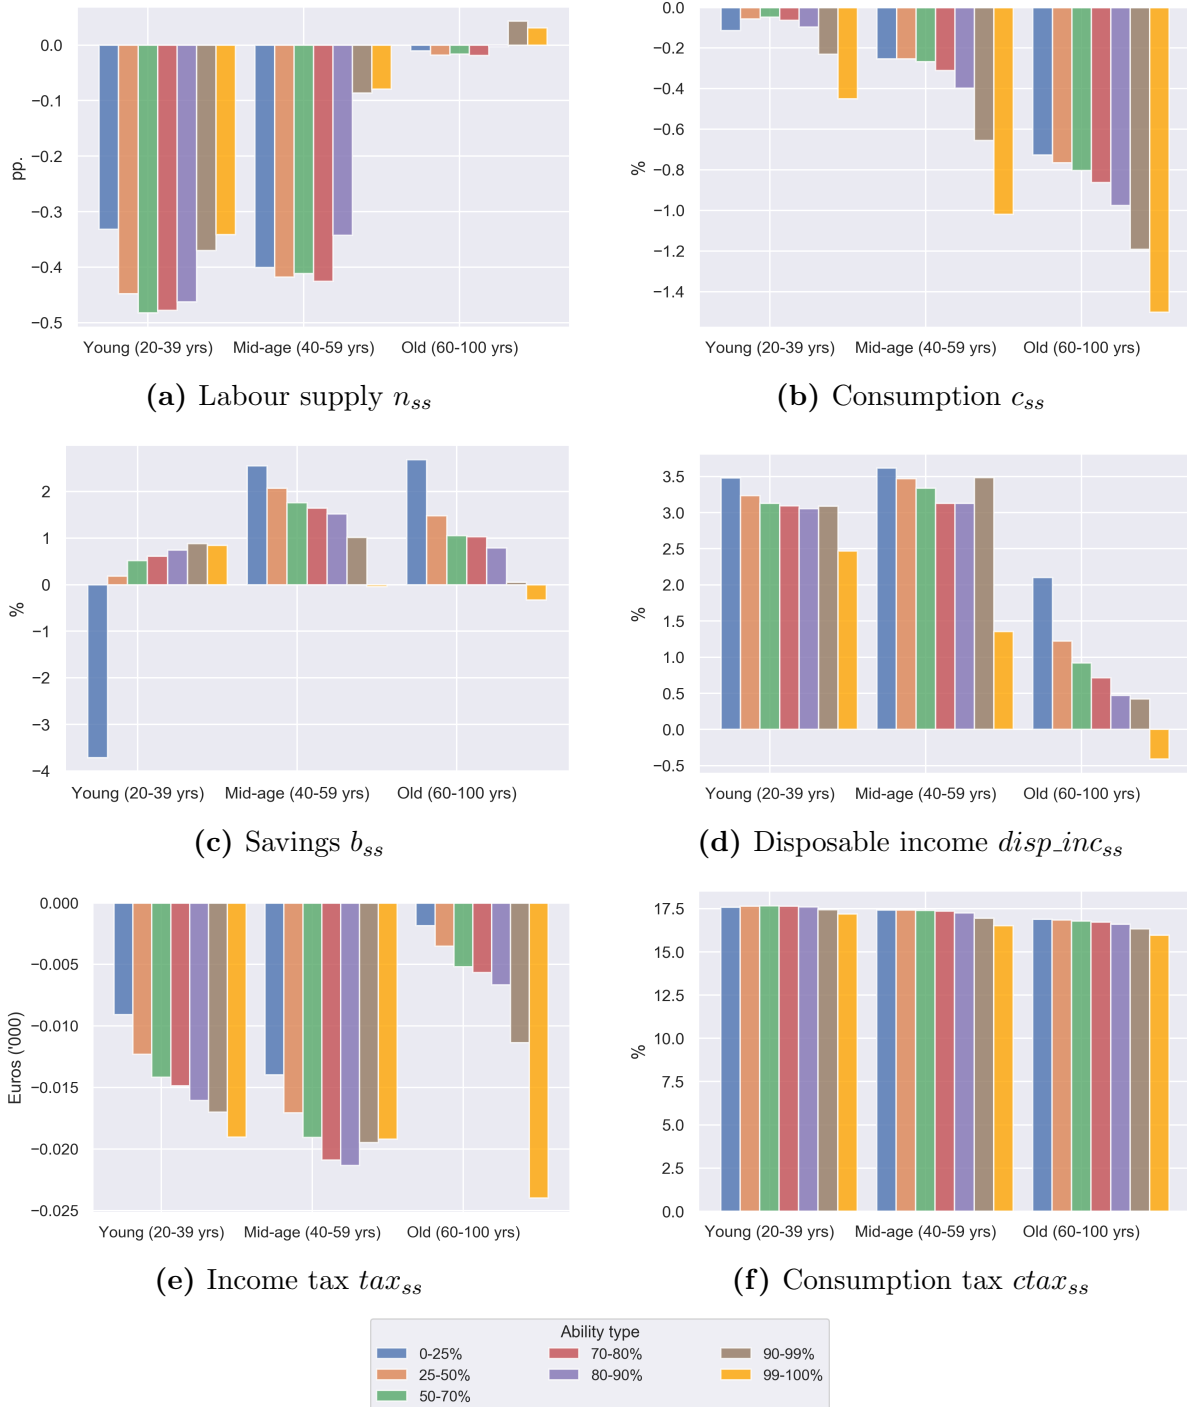 0.0
−0.1
−0.2
−0.3
−0.4
−0.5
pp.
Young (20-39 yrs) Mid-age (40-59 yrs) Old (60-100 yrs)
(a) Labour supply n_ss
0.0
−0.2
−0.4
−0.6
−0.8
−1.0
−1.2
−1.4
%
Young (20-39 yrs) Mid-age (40-59 yrs) Old (60-100 yrs)
(b) Consumption c_ss
2
1
0
−1
−2
−3
−4
%
Young (20-39 yrs) Mid-age (40-59 yrs) Old (60-100 yrs)
(c) Savings b_ss
3.5
3.0
2.5
2.0
1.5
1.0
0.5
0.0
−0.5
%
Young (20-39 yrs) Mid-age (40-59 yrs) Old (60-100 yrs)
(d) Disposable income disp_inc_ss
0.000
−0.005
−0.010
−0.015
−0.020
−0.025
Euros ('000)
Young (20-39 yrs) Mid-age (40-59 yrs) Old (60-100 yrs)
(e) Income tax tax_ss
17.5
15.0
12.5
10.0
7.5
5.0
2.5
0.0
%
Young (20-39 yrs) Mid-age (40-59 yrs) Old (60-100 yrs)
(f) Consumption tax ctax_ss
Ability type
0-25% 70-80% 90-99%
25-50% 80-90% 99-100%
50-70%